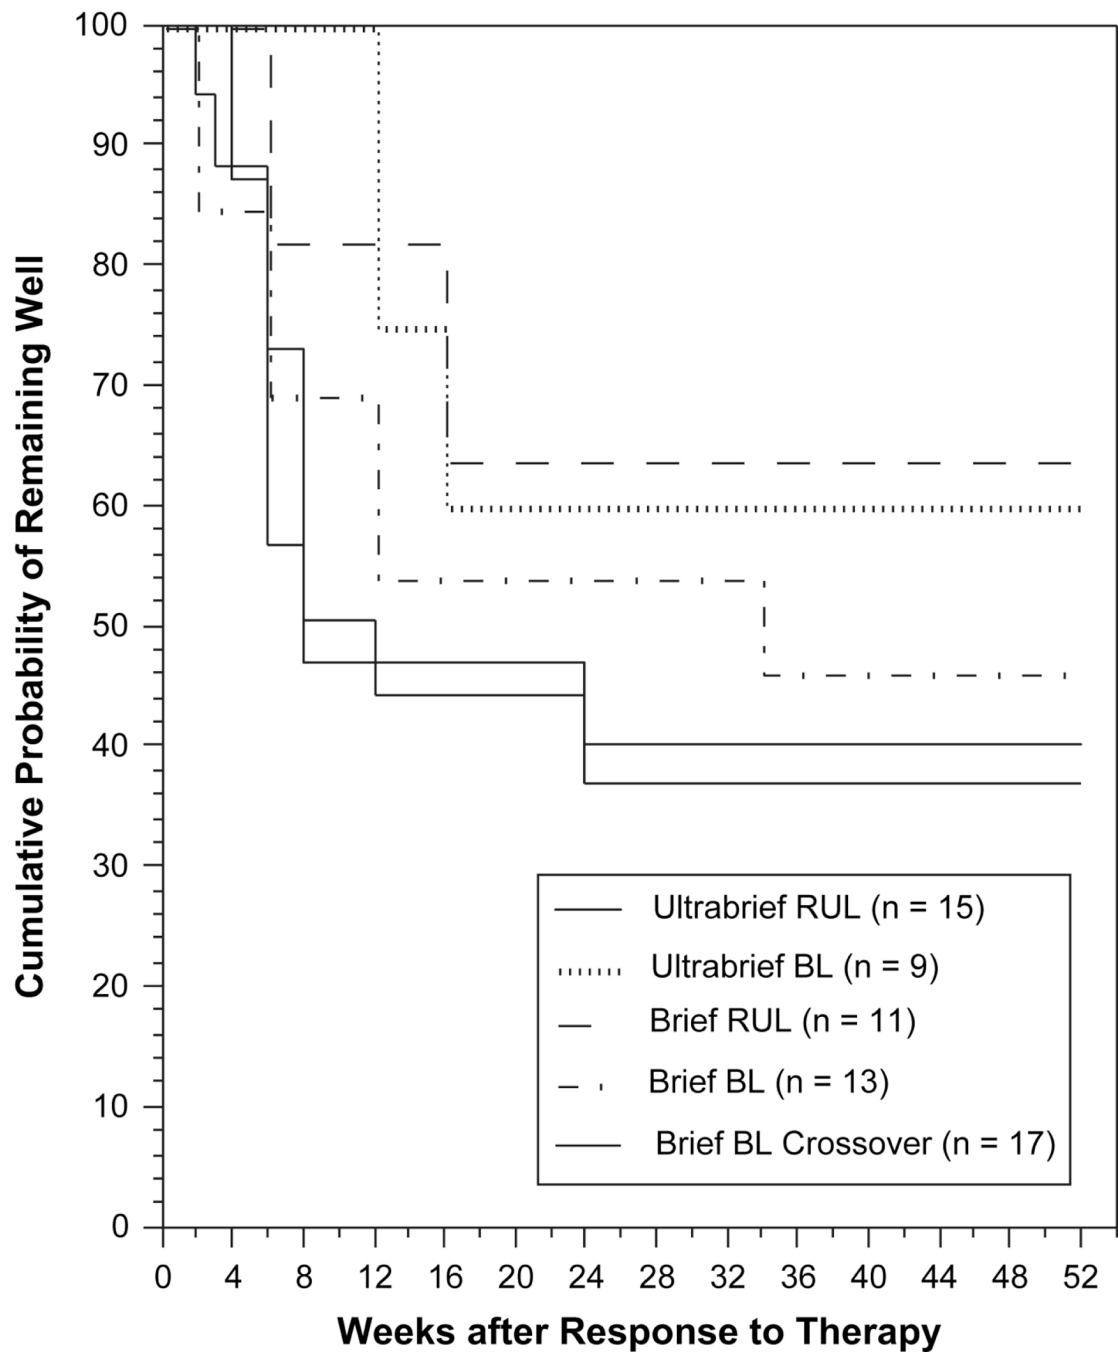 Cumulative Probability of Remaining Well
100
90
80
70
60
50
40
30
20
10
0
Ultrabrief RUL (n = 15)
Ultrabrief BL (n = 9)
Brief RUL (n = 11)
Brief BL (n = 13)
Brief BL Crossover (n = 17)
0 4 8 12 16 20 24 28 32 36 40 44 48 52
Weeks after Response to Therapy